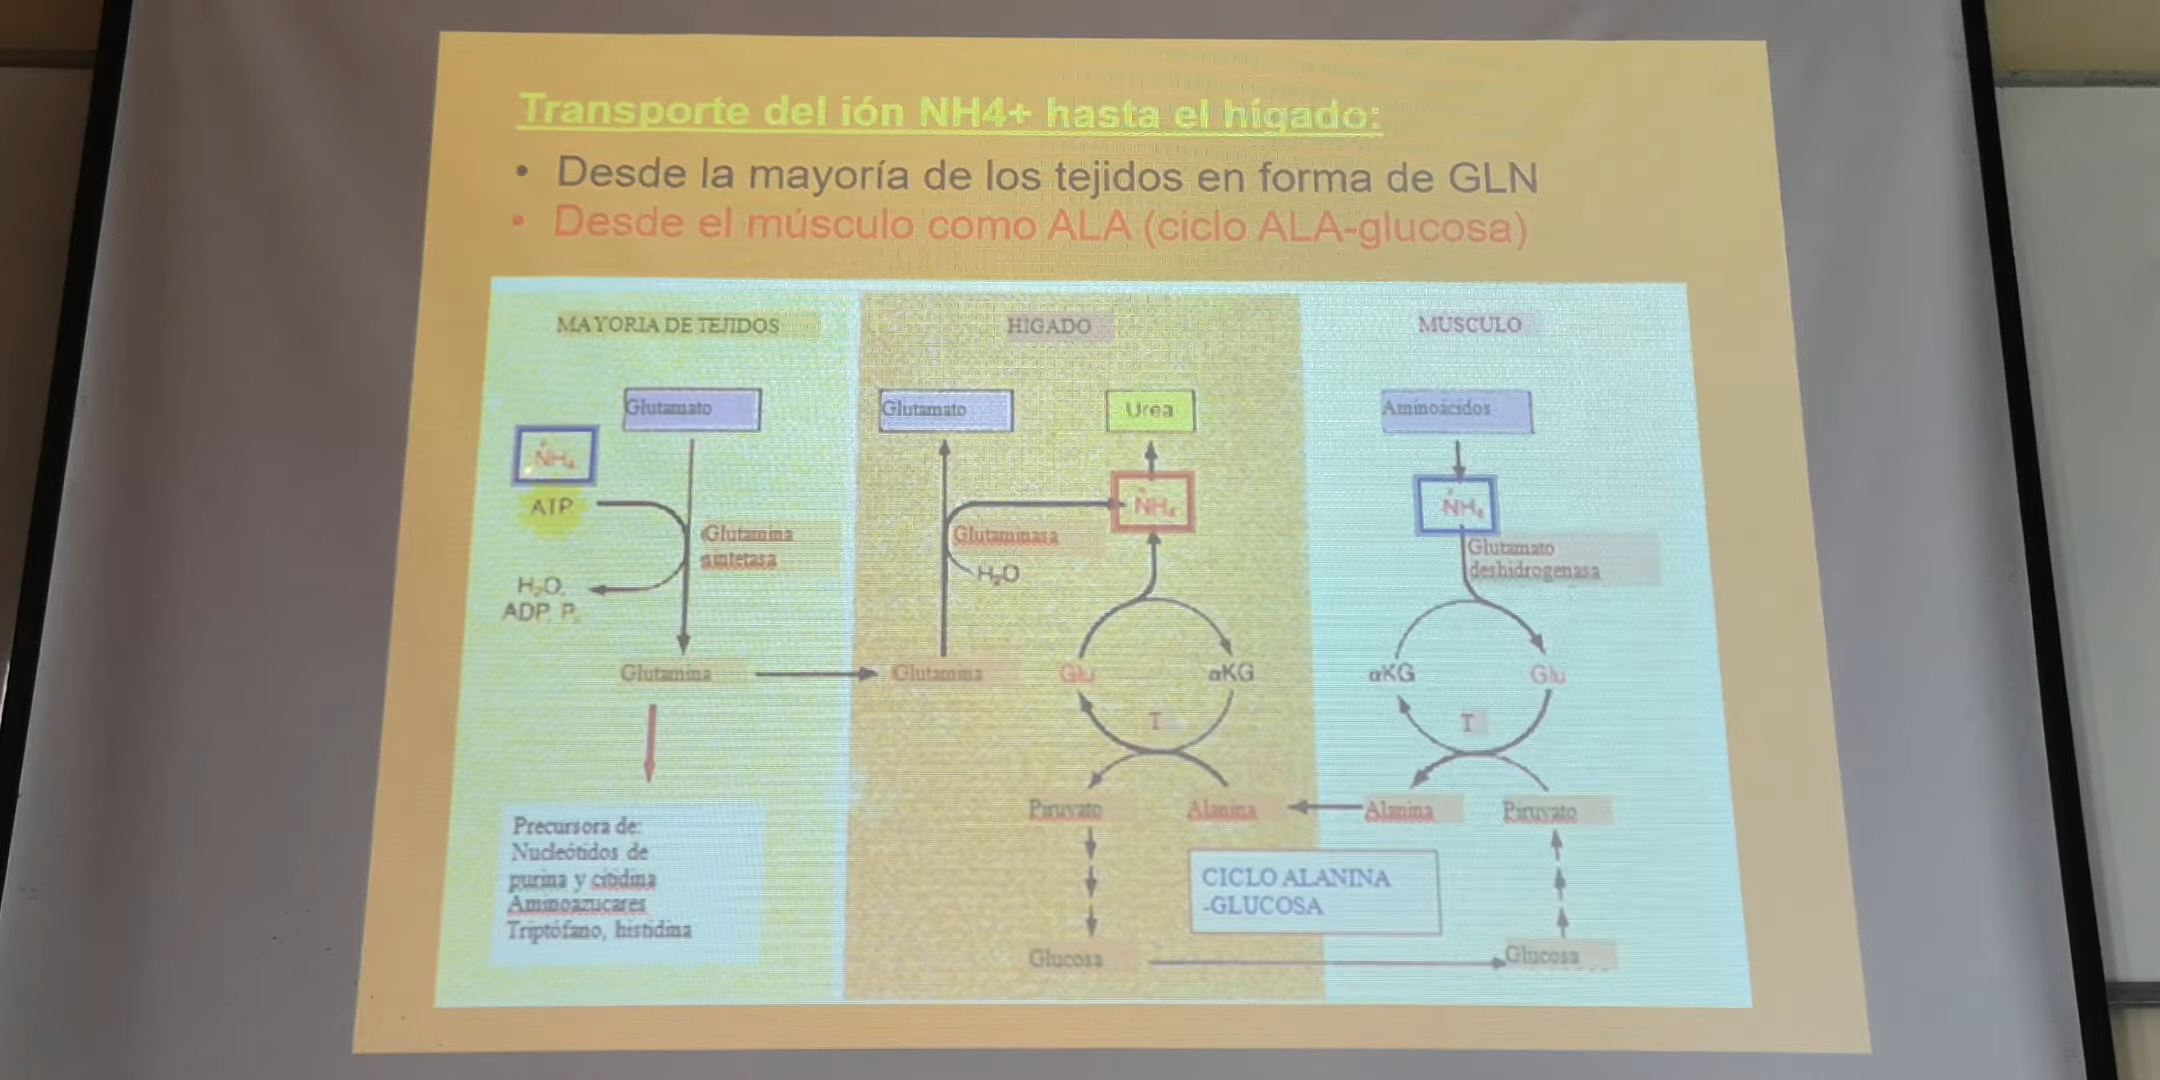 Transporte del ión NH4+ hasta el hígado:
• Desde la mayoría de los tejidos en forma de GLN
• Desde el músculo como ALA (ciclo ALA-glucosa)
MAYORIA DE TEJIDOS
HIGADO
MUSCULO
Glutamato
Glutamato
Urea
Aminoácidos
NH₄
NH₄
NH₄
ATP
Glutamina
sintetasa
Glutaminasa
H₂O
Glutamato
deshidrogenasa
H₂O,
ADP, P
Glutamina
Glutamina
Glu
αKG
αKG
Glu
T
T
Piruvato
Alanina
Alanina
Piruvato
Precursora de:
Nucleótidos de
purina y citidina
Aminoazucares
Triptófano, histidina
CICLO ALANINA
-GLUCOSA
Glucosa
Glucosa